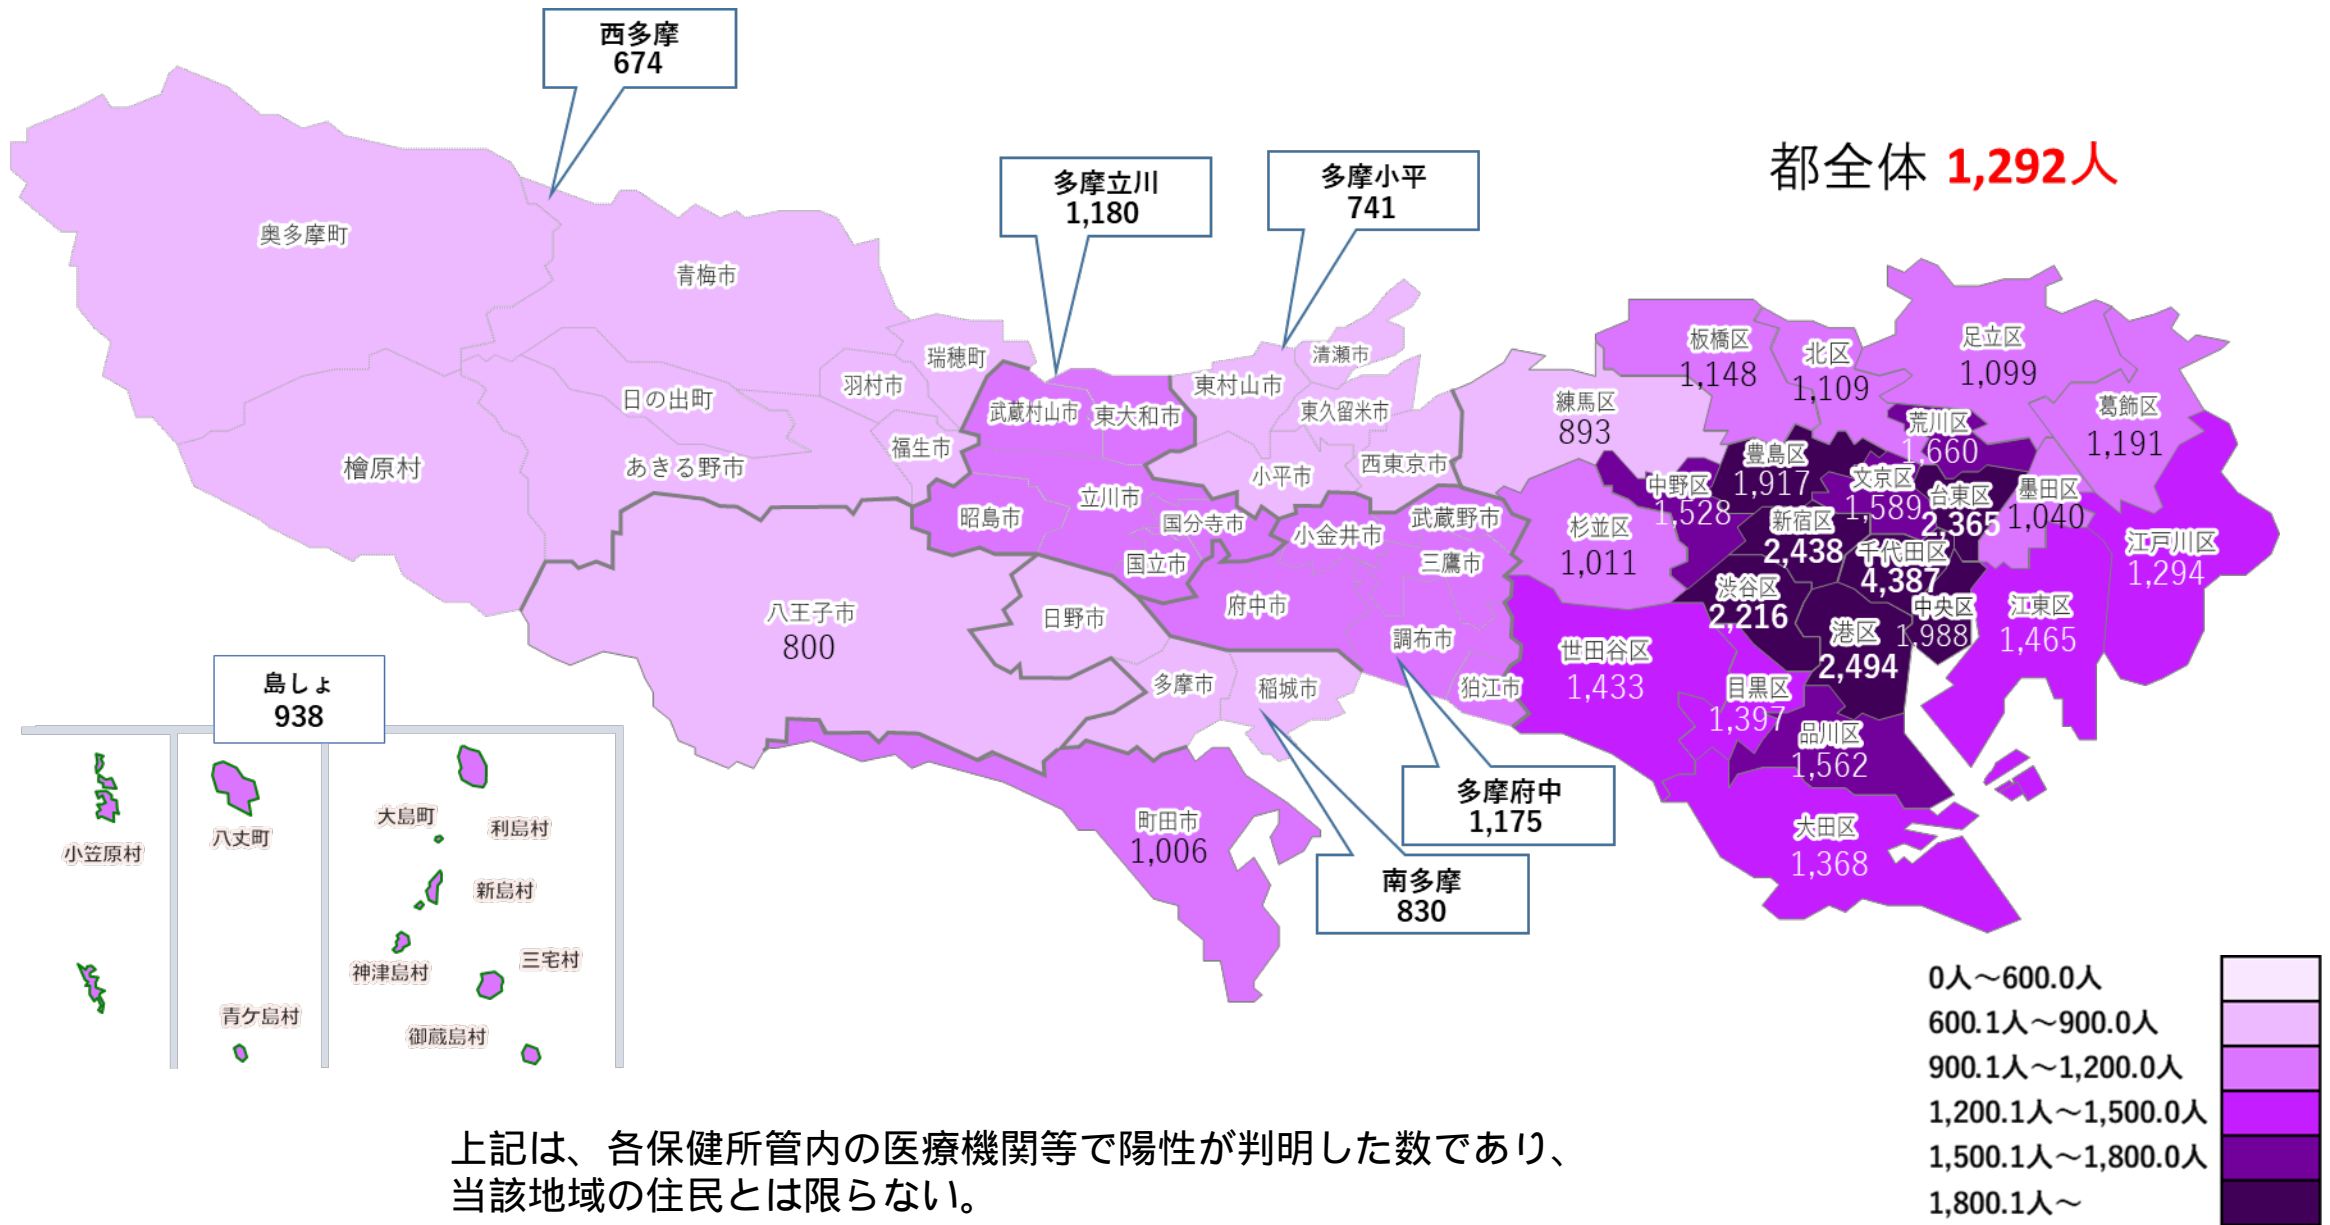 西多摩
674
多摩立川
1,180
多摩小平
741
都全体 1,292人
奥多摩町
青梅市
瑞穂町
羽村市
日の出町
福生市
檜原村
あきる野市
武蔵村山市
東大和市
東村山市
清瀬市
東久留米市
小平市
西東京市
昭島市
立川市
国分寺市
国立市
小金井市
武蔵野市
三鷹市
府中市
調布市
狛江市
八王子市
800
日野市
多摩市
稲城市
町田市
1,006
多摩府中
1,175
南多摩
830
練馬区
893
板橋区
1,148
北区
1,109
足立区
1,099
葛飾区
1,191
荒川区
1,660
豊島区
1,917
文京区
1,589
台東区
2,365
墨田区
1,040
中野区
1,528
杉並区
1,011
新宿区
2,438
千代田区
4,387
江戸川区
1,294
渋谷区
2,216
中央区
1,988
江東区
1,465
港区
2,494
世田谷区
1,433
目黒区
1,397
品川区
1,562
大田区
1,368
島しょ
938
小笠原村
八丈町
青ケ島村
大島町
利島村
新島村
神津島村
三宅村
御蔵島村
0人～600.0人
600.1人～900.0人
900.1人～1,200.0人
1,200.1人～1,500.0人
1,500.1人～1,800.0人
1,800.1人～
上記は、各保健所管内の医療機関等で陽性が判明した数であり、
当該地域の住民とは限らない。